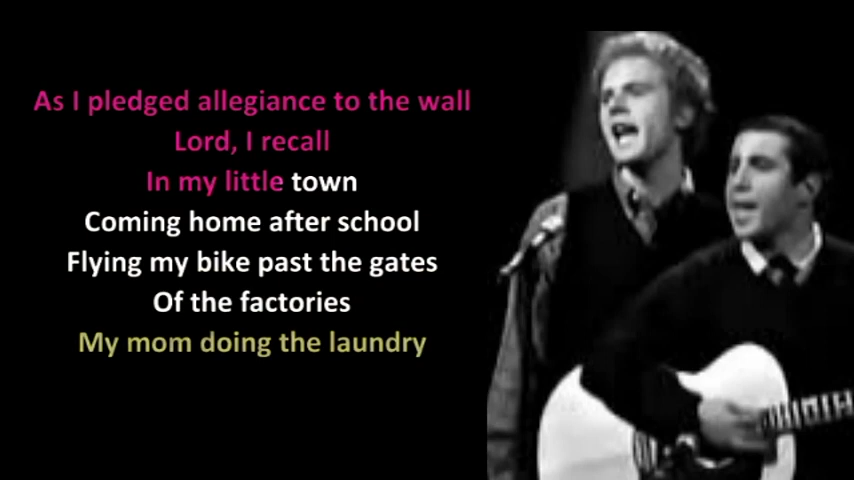 As I pledged allegiance to the wall
Lord, I recall
In my little town
Coming home after school
Flying my bike past the gates
Of the factories
My mom doing the laundry